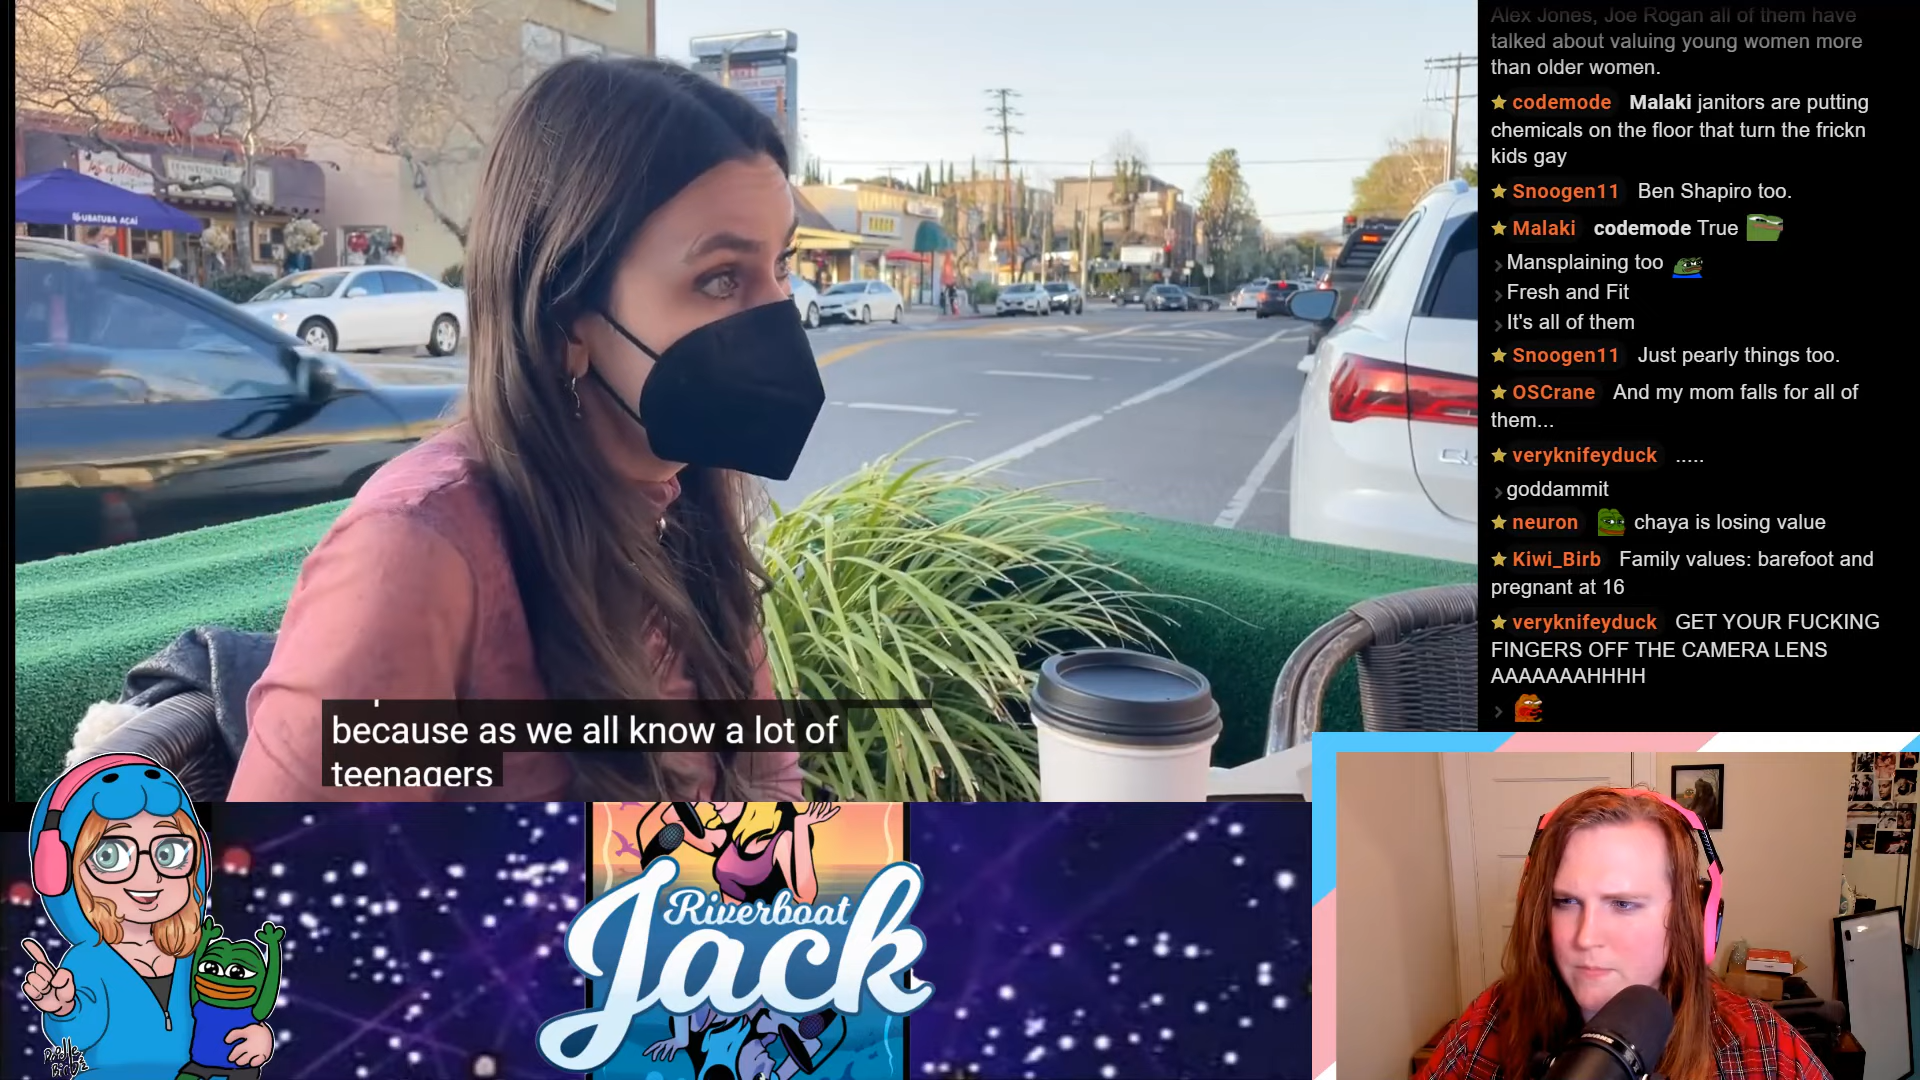 Alex Jones, Joe Rogan all of them have
talked about valuing young women more
than older women.
codemode Malaki janitors are putting
chemicals on the floor that turn the frickn
kids gay
Snoogen11 Ben Shapiro too.
Malaki codemode True
Mansplaining too
Fresh and Fit
It's all of them
Snoogen11 Just pearly things too.
OSCrane And my mom falls for all of
them...
veryknifeyduck .....
goddammit
neuron chaya is losing value
Kiwi_Birb Family values: barefoot and
pregnant at 16
veryknifeyduck GET YOUR FUCKING
FINGERS OFF THE CAMERA LENS
AAAAAAAHHHH
UBATUBA AÇAÍ
because as we all know a lot of
teenagers
Riverboat
Jack